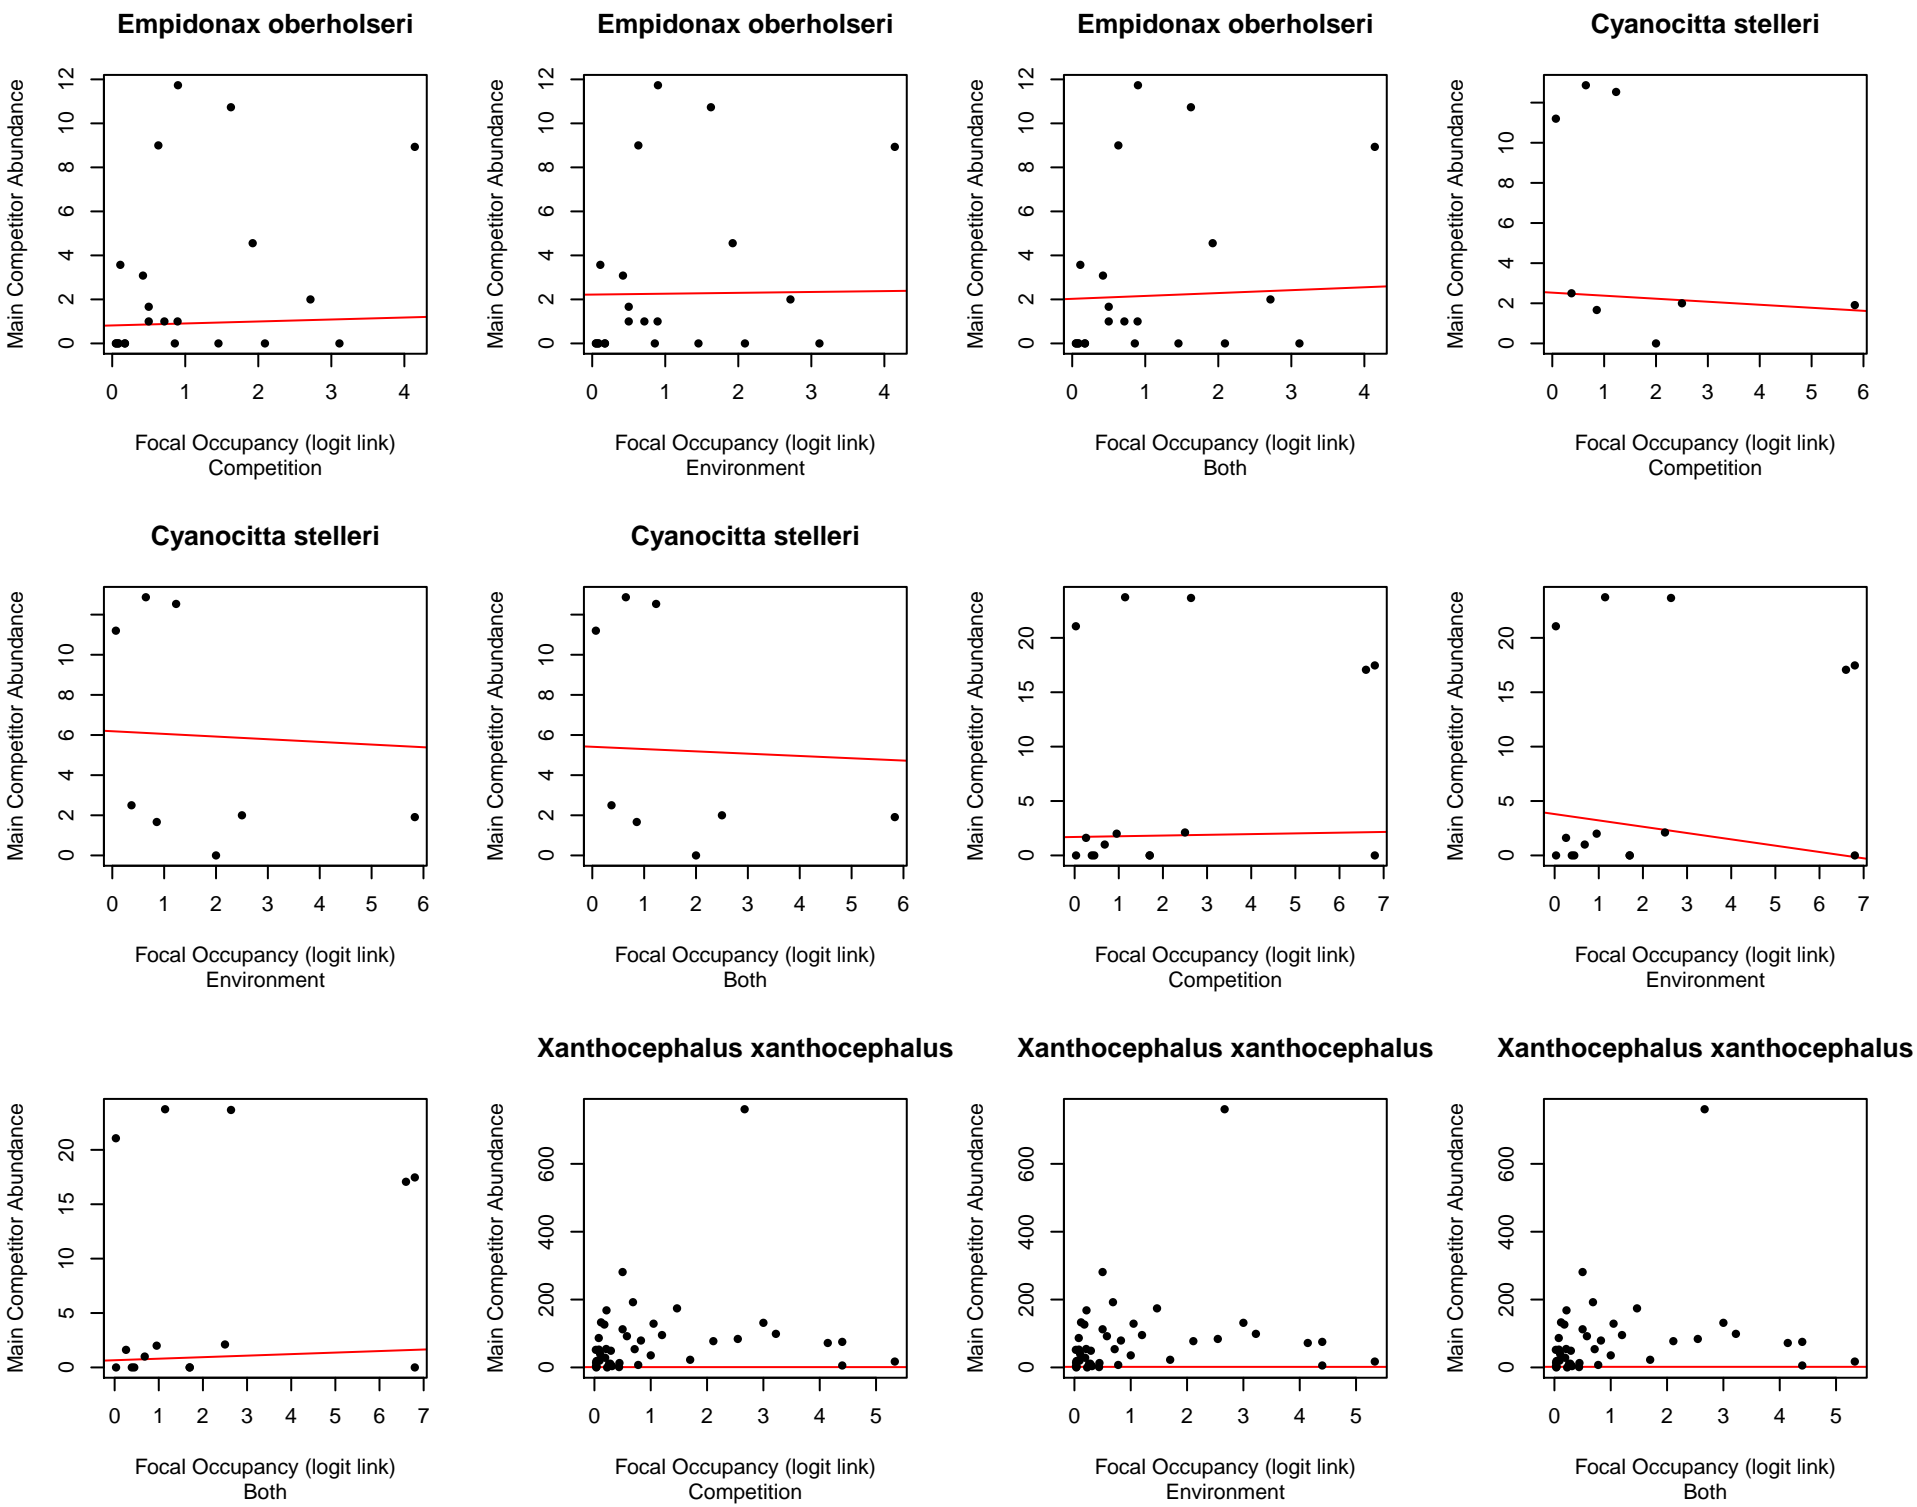 Empidonax oberholseri
Main Competitor Abundance
0 2 4 6 8 10 12
0 1 2 3 4
Focal Occupancy (logit link)
Competition
Empidonax oberholseri
Main Competitor Abundance
0 2 4 6 8 10 12
0 1 2 3 4
Focal Occupancy (logit link)
Environment
Empidonax oberholseri
Main Competitor Abundance
0 2 4 6 8 10 12
0 1 2 3 4
Focal Occupancy (logit link)
Both
Cyanocitta stelleri
Main Competitor Abundance
0 2 4 6 8 10
0 1 2 3 4 5 6
Focal Occupancy (logit link)
Competition
Cyanocitta stelleri
Main Competitor Abundance
0 2 4 6 8 10
0 1 2 3 4 5 6
Focal Occupancy (logit link)
Environment
Cyanocitta stelleri
Main Competitor Abundance
0 2 4 6 8 10
0 1 2 3 4 5 6
Focal Occupancy (logit link)
Both
Main Competitor Abundance
0 5 10 15 20
0 1 2 3 4 5 6 7
Focal Occupancy (logit link)
Competition
Main Competitor Abundance
0 5 10 15 20
0 1 2 3 4 5 6 7
Focal Occupancy (logit link)
Environment
Main Competitor Abundance
0 5 10 15 20
0 1 2 3 4 5 6 7
Focal Occupancy (logit link)
Both
Xanthocephalus xanthocephalus
Main Competitor Abundance
0 200 400 600
0 1 2 3 4 5
Focal Occupancy (logit link)
Competition
Xanthocephalus xanthocephalus
Main Competitor Abundance
0 200 400 600
0 1 2 3 4 5
Focal Occupancy (logit link)
Environment
Xanthocephalus xanthocephalus
Main Competitor Abundance
0 200 400 600
0 1 2 3 4 5
Focal Occupancy (logit link)
Both